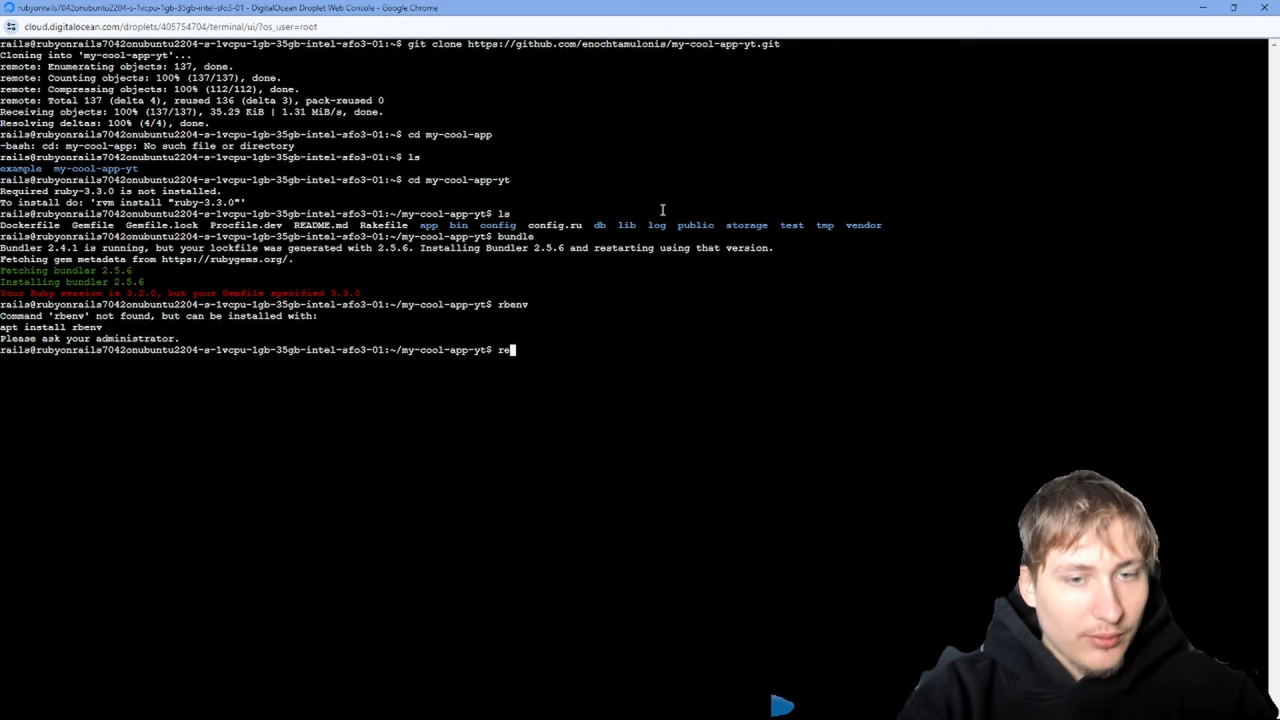 rubyonrails7042onubuntu2204-s-1vcpu-1gb-35gb-intel-sfo3-01 - DigitalOcean Droplet Web Console - Google Chrome
cloud.digitalocean.com/droplets/405754704/terminal/ui/?os_user=root
rails@rubyonrails7042onubuntu2204-s-1vcpu-1gb-35gb-intel-sfo3-01:~$ git clone https://github.com/enochtamulonis/my-cool-app-yt.git
Cloning into 'my-cool-app-yt'...
remote: Enumerating objects: 137, done.
remote: Counting objects: 100% (137/137), done.
remote: Compressing objects: 100% (112/112), done.
remote: Total 137 (delta 4), reused 136 (delta 3), pack-reused 0
Receiving objects: 100% (137/137), 35.29 KiB | 1.31 MiB/s, done.
Resolving deltas: 100% (4/4), done.
rails@rubyonrails7042onubuntu2204-s-1vcpu-1gb-35gb-intel-sfo3-01:~$ cd my-cool-app
-bash: cd: my-cool-app: No such file or directory
rails@rubyonrails7042onubuntu2204-s-1vcpu-1gb-35gb-intel-sfo3-01:~$ ls
example  my-cool-app-yt
rails@rubyonrails7042onubuntu2204-s-1vcpu-1gb-35gb-intel-sfo3-01:~$ cd my-cool-app-yt
Required ruby-3.3.0 is not installed.
To install do: 'rvm install "ruby-3.3.0"'
rails@rubyonrails7042onubuntu2204-s-1vcpu-1gb-35gb-intel-sfo3-01:~/my-cool-app-yt$ ls
Dockerfile  Gemfile  Gemfile.lock  Procfile.dev  README.md  Rakefile  app  bin  config  config.ru  db  lib  log  public  storage  test  tmp  vendor
rails@rubyonrails7042onubuntu2204-s-1vcpu-1gb-35gb-intel-sfo3-01:~/my-cool-app-yt$ bundle
Bundler 2.4.1 is running, but your lockfile was generated with 2.5.6. Installing Bundler 2.5.6 and restarting using that version.
Fetching gem metadata from https://rubygems.org/.
Fetching bundler 2.5.6
Installing bundler 2.5.6
Your Ruby version is 3.2.0, but your Gemfile specified 3.3.0
rails@rubyonrails7042onubuntu2204-s-1vcpu-1gb-35gb-intel-sfo3-01:~/my-cool-app-yt$ rbenv
Command 'rbenv' not found, but can be installed with:
apt install rbenv
Please ask your administrator.
rails@rubyonrails7042onubuntu2204-s-1vcpu-1gb-35gb-intel-sfo3-01:~/my-cool-app-yt$ re